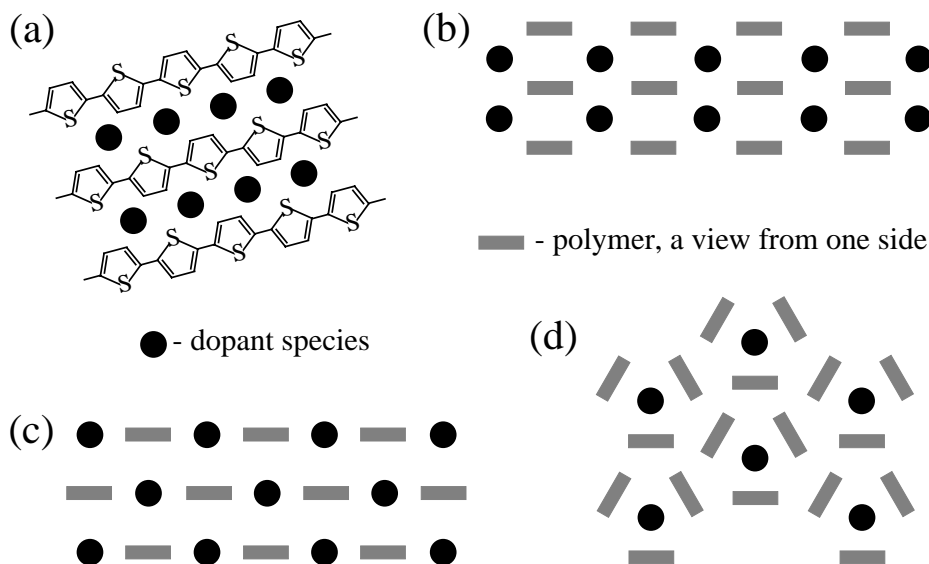 (a)
S S S S S
S S S S S
S S S S S
(b)
- polymer, a view from one side
- dopant species
(c)
(d)